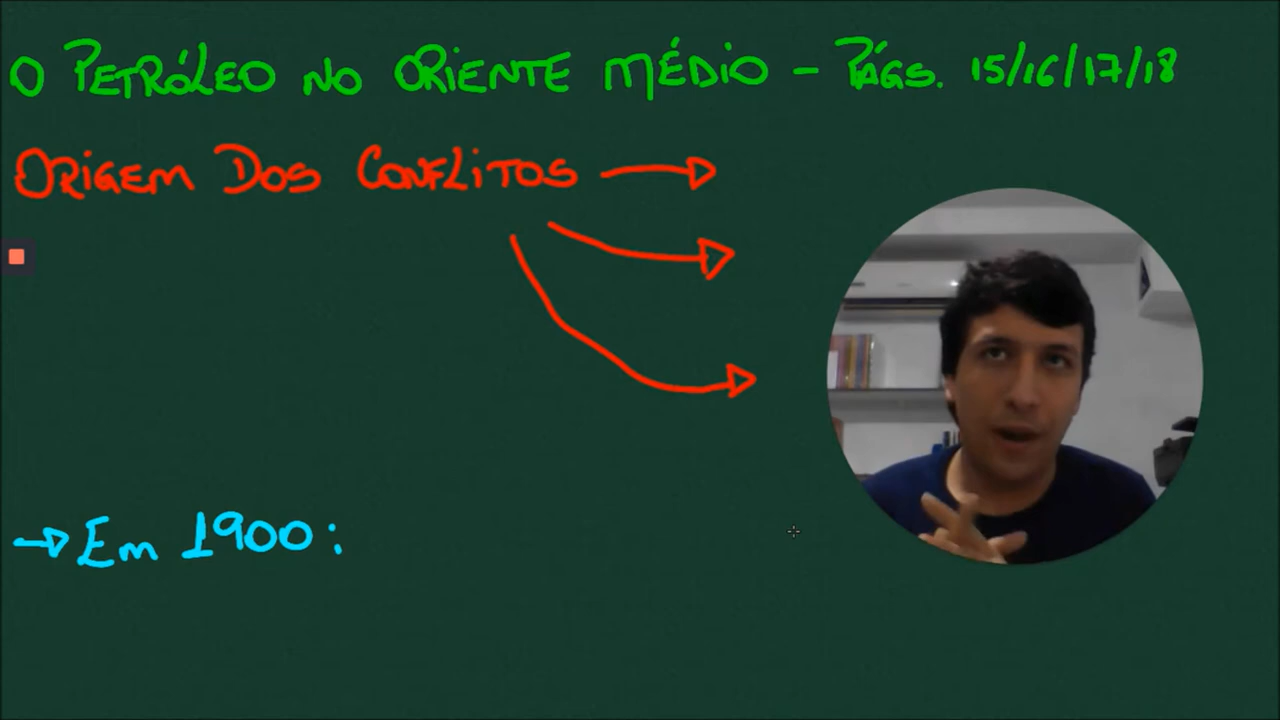 O PETRÓLEO NO ORIENTE MÉDIO - PÁGS. 15/16/17/18
ORIGEM DOS CONFLITOS
Em 1900: